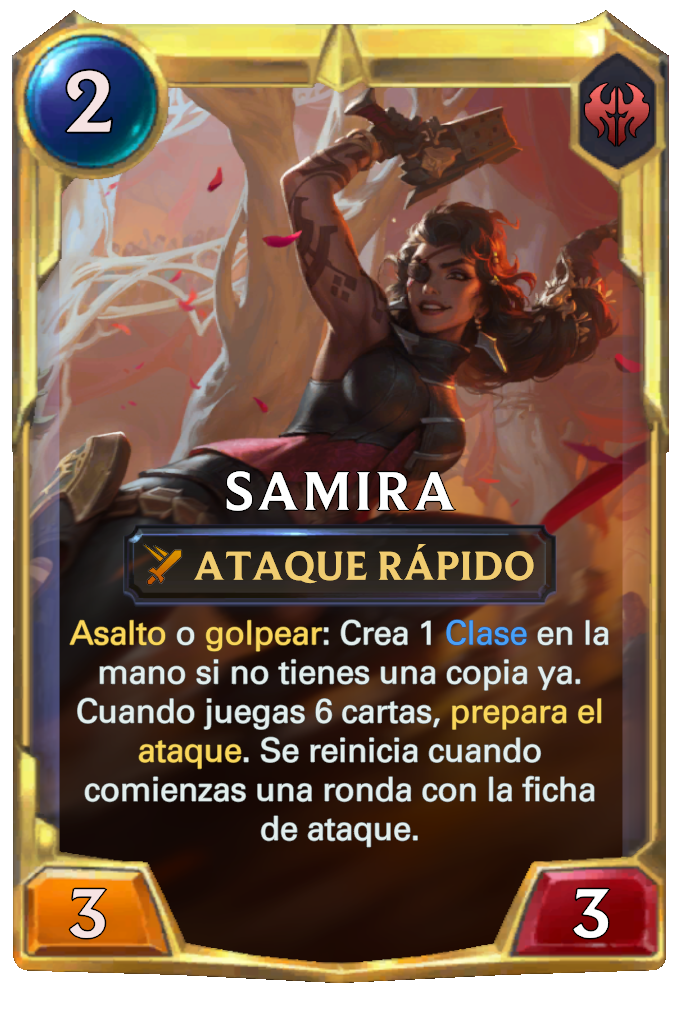 2
SAMIRA
ATAQUE RÁPIDO
Asalto o golpear: Crea 1 Clase en la
mano si no tienes una copia ya.
Cuando juegas 6 cartas, prepara el
ataque. Se reinicia cuando
comienzas una ronda con la ficha
de ataque.
3
3